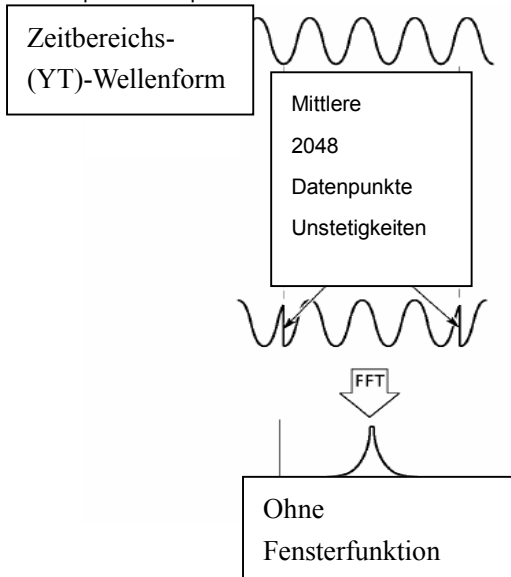 Zeitbereichs-
(YT)-Wellenform
Mittlere
2048
Datenpunkte
Unstetigkeiten
FFT
Ohne
Fensterfunktion